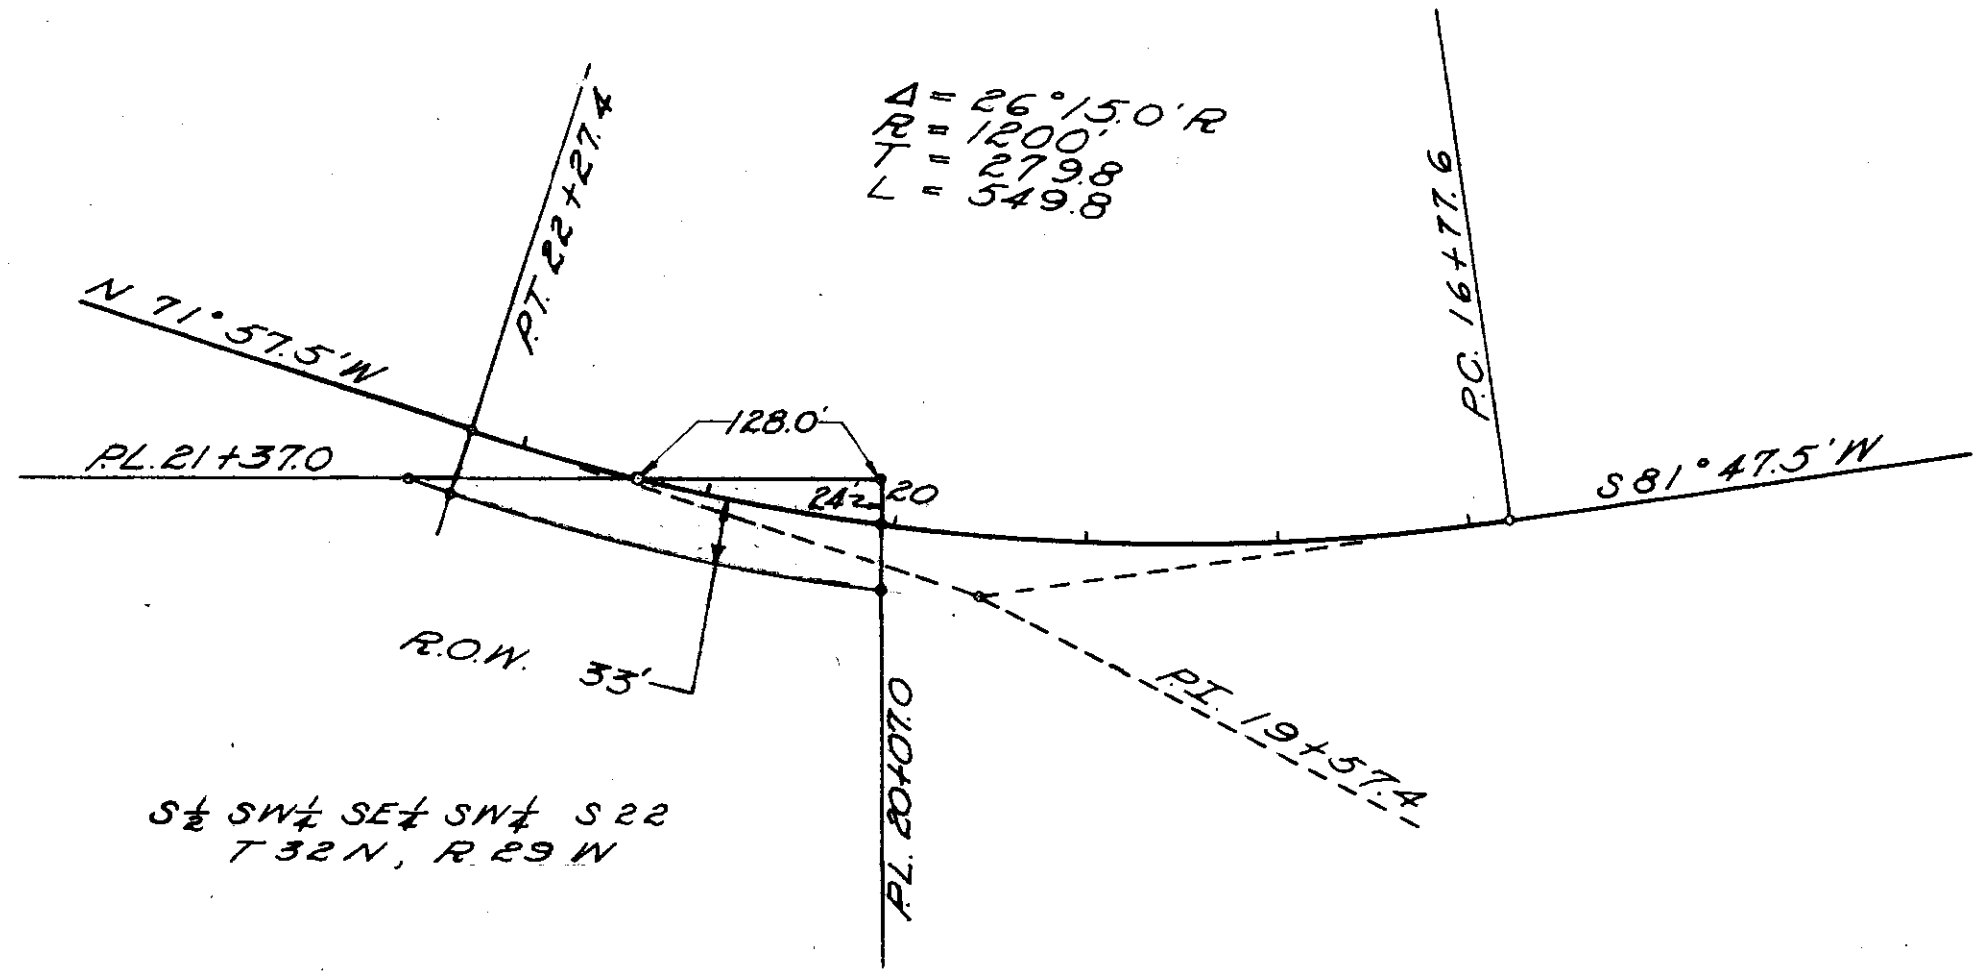 Δ = 26°15.0' R
R = 1200'
T = 279.8
L = 549.8
P.T. 22+27.4
P.C. 16+77.6
N 71°57.5'W
128.0'
P.L. 21+37.0
S 81°47.5'W
24'
20
R.O.W. 33'
P.I. 19+57.4
P.L. 20+07.0
S½ SW¼ SE¼ SW¼ S 22
T 32 N, R 29 W